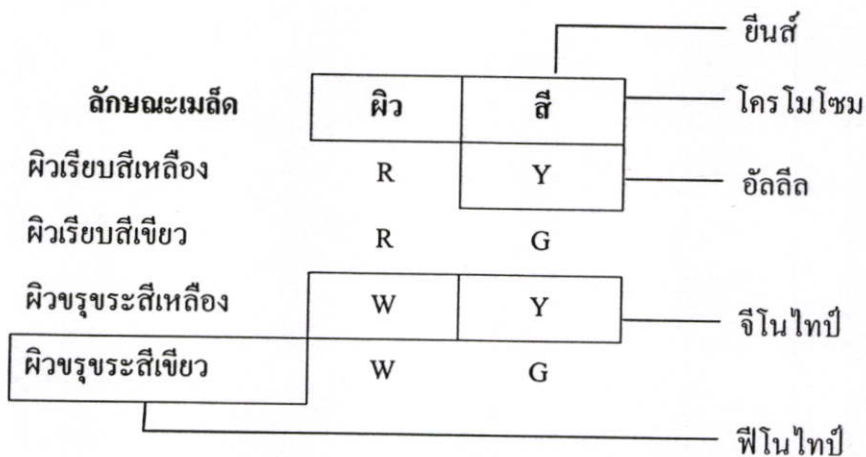 ยีนส์
ลักษณะเมล็ด ผิว สี โครโมโซม
ผิวเรียบสีเหลือง R Y อัลลีล
ผิวเรียบสีเขียว R G
ผิวขรุขระสีเหลือง W Y จีโนไทป์
ผิวขรุขระสีเขียว W G
ฟีโนไทป์